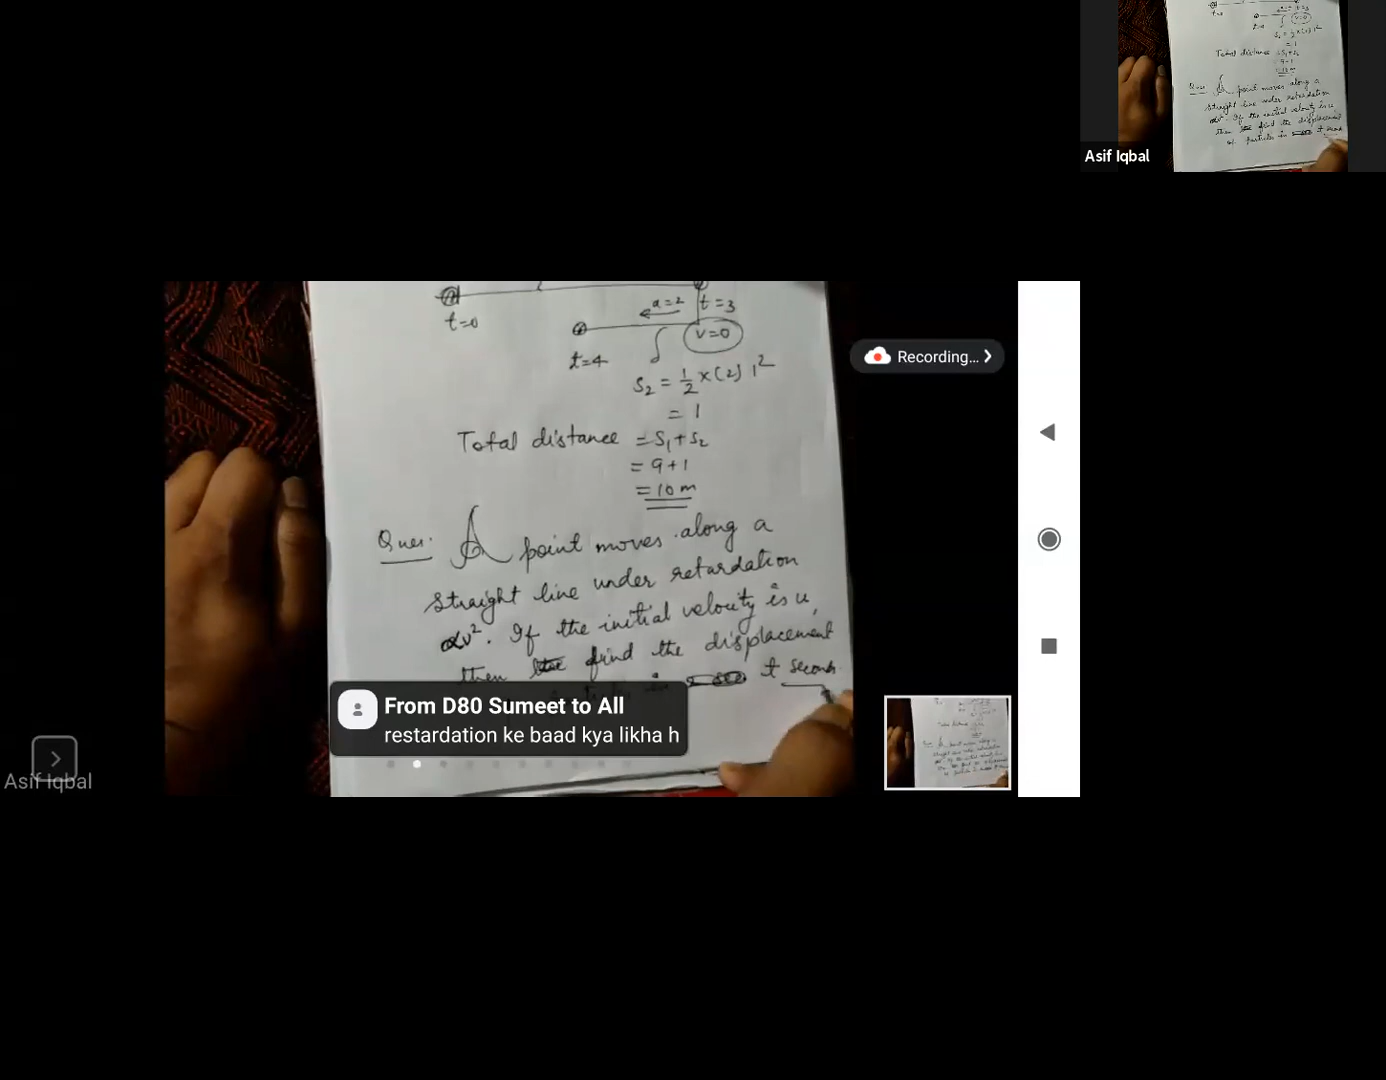 Asif Iqbal
t=0
a=2
t=3
v=0
t=4
S₂ = 1/2 x (2) 1²
= 1
Total distance = S₁ + S₂
= 9+1
= 10 m
Ques: A point moves along a
straight line under retardation
αv². If the initial velocity is u,
then find the displacement
t seconds
Recording...
From D80 Sumeet to All
restardation ke baad kya likha h
Asif Iqbal